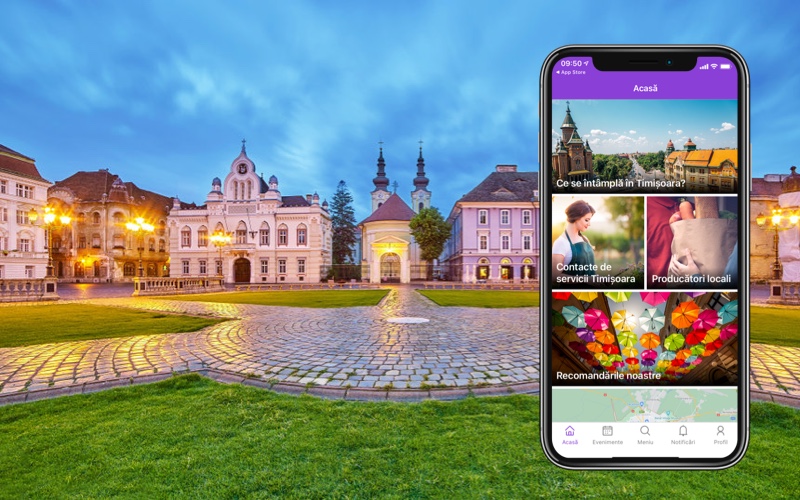 09:50
App Store
Acasă
Ce se întâmplă în Timișoara?
Contacte de
servicii Timișoara
Producători locali
Recomandările noastre
Acasă
Evenimente
Meniu
Notificări
Profil